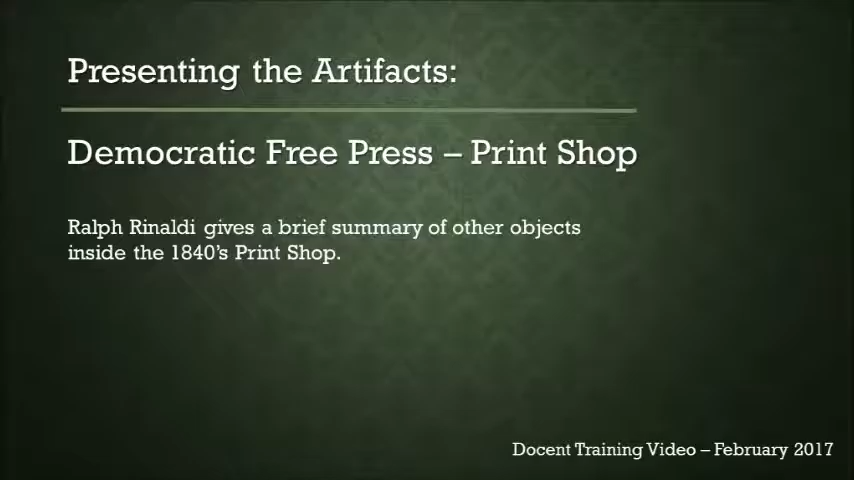 Presenting the Artifacts:
Democratic Free Press – Print Shop
Ralph Rinaldi gives a brief summary of other objects
inside the 1840's Print Shop.
Docent Training Video – February 2017